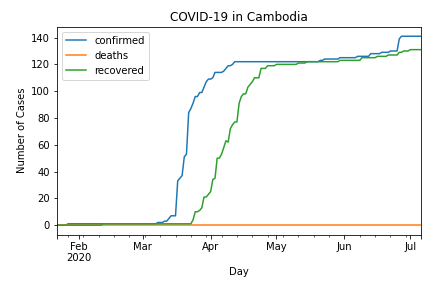 COVID-19 in Cambodia
confirmed
deaths
recovered
Number of Cases
140
120
100
80
60
40
20
0
Feb
2020
Mar
Apr
May
Jun
Jul
Day